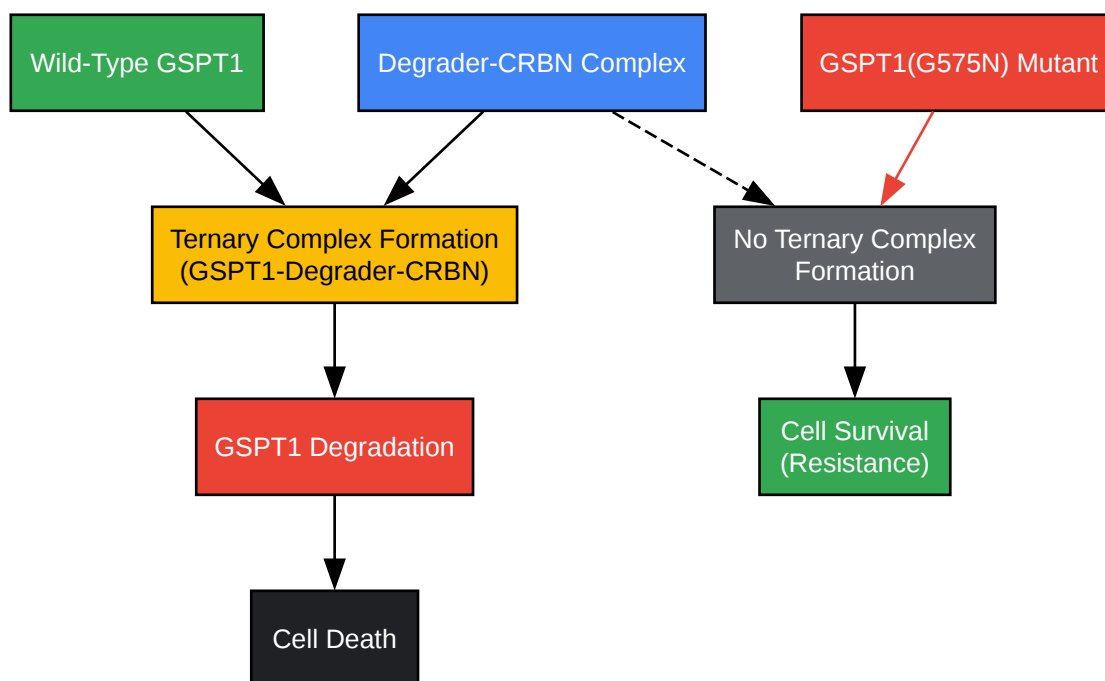 Wild-Type GSPT1
Degrader-CRBN Complex
GSPT1(G575N) Mutant
Ternary Complex Formation
(GSPT1-Degrader-CRBN)
No Ternary Complex
Formation
GSPT1 Degradation
Cell Survival
(Resistance)
Cell Death